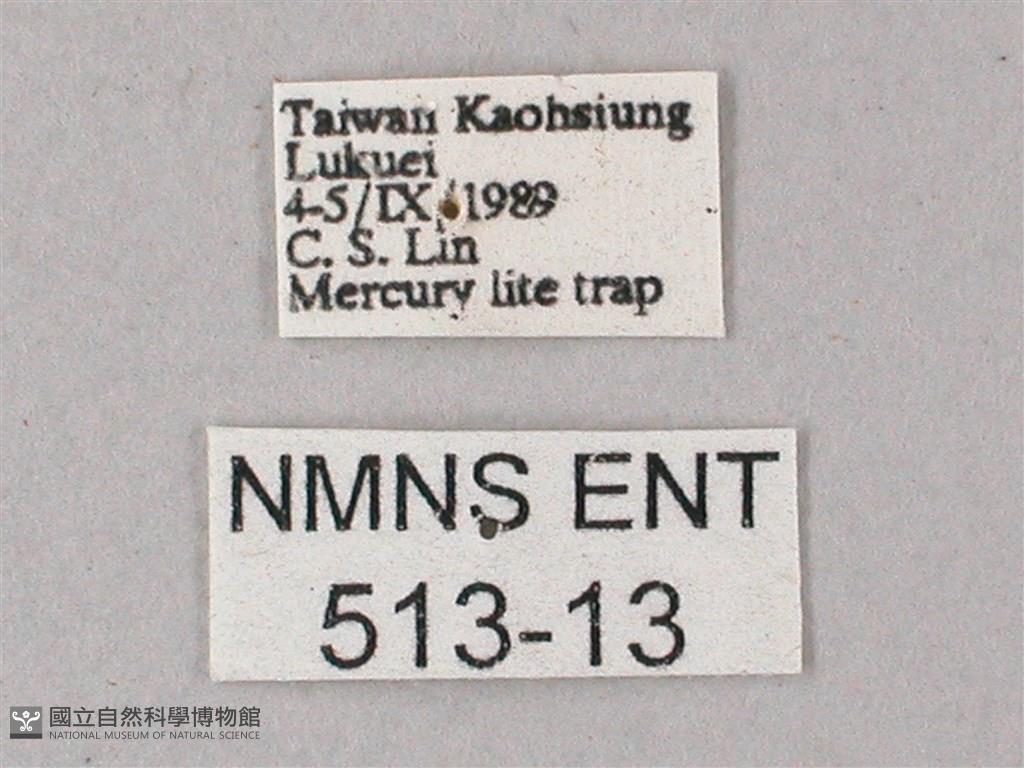 Taiwan Kaohsiung
Lukuei
4-5/IX/1989
C. S. Lin
Mercury lite trap
NMNS ENT
513-13
國立自然科學博物館
NATIONAL MUSEUM OF NATURAL SCIENCE